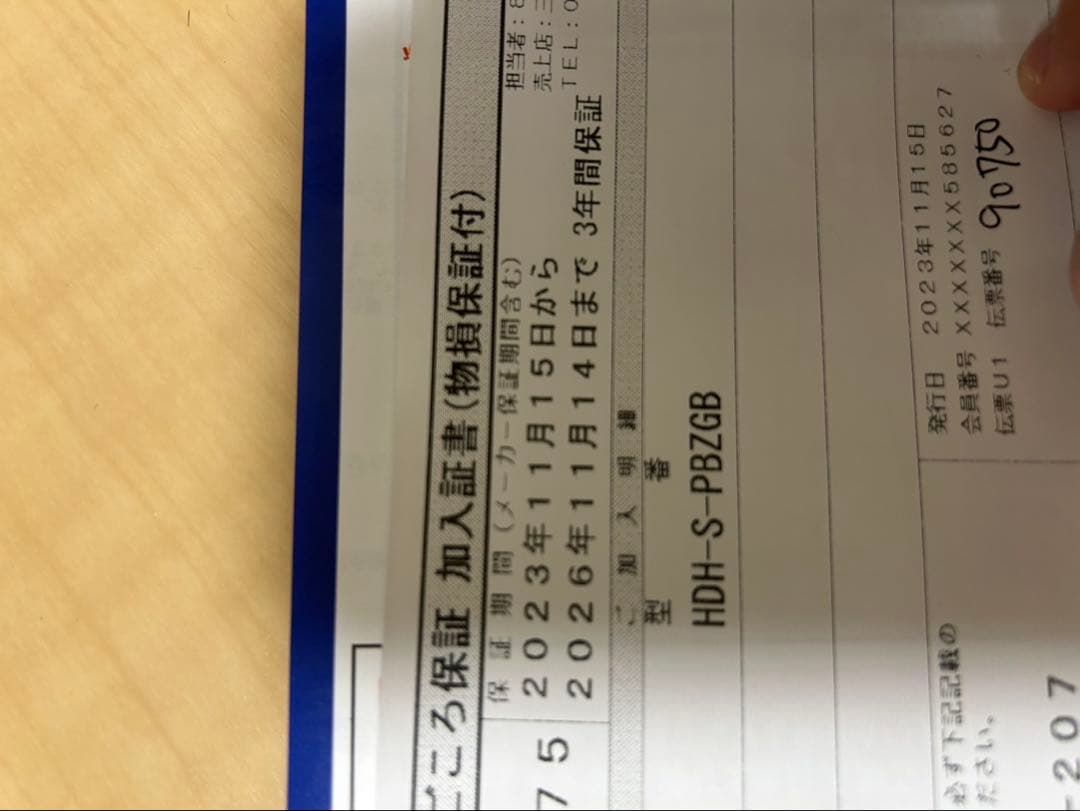 ごころ保証 加入証書(物損保証付)
保証期間(メーカー保証期間含む)
2023年11月15日から
2026年11月14日まで 3年間保証
75
担当者:8
売上店:三
TEL:0
ご加入明細
型番
HDH-S-PBZGB
発行日 2023年11月15日
会員番号 XXXXXXX585627
伝票U1 伝票番号 90750
必ず下記記載の
ださい。
-207